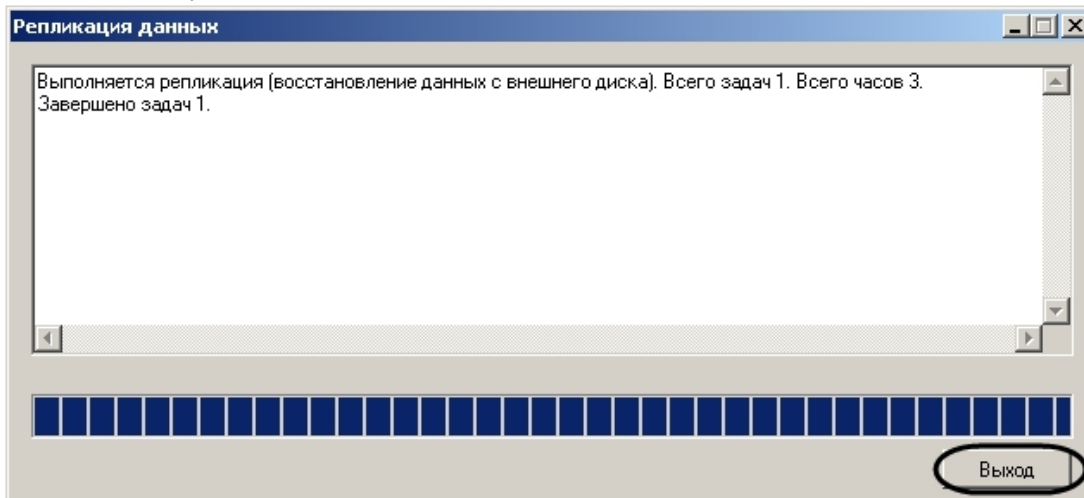 Репликация данных
Выполняется репликация (восстановление данных с внешнего диска). Всего задач 1. Всего часов 3.
Завершено задач 1.
Выход